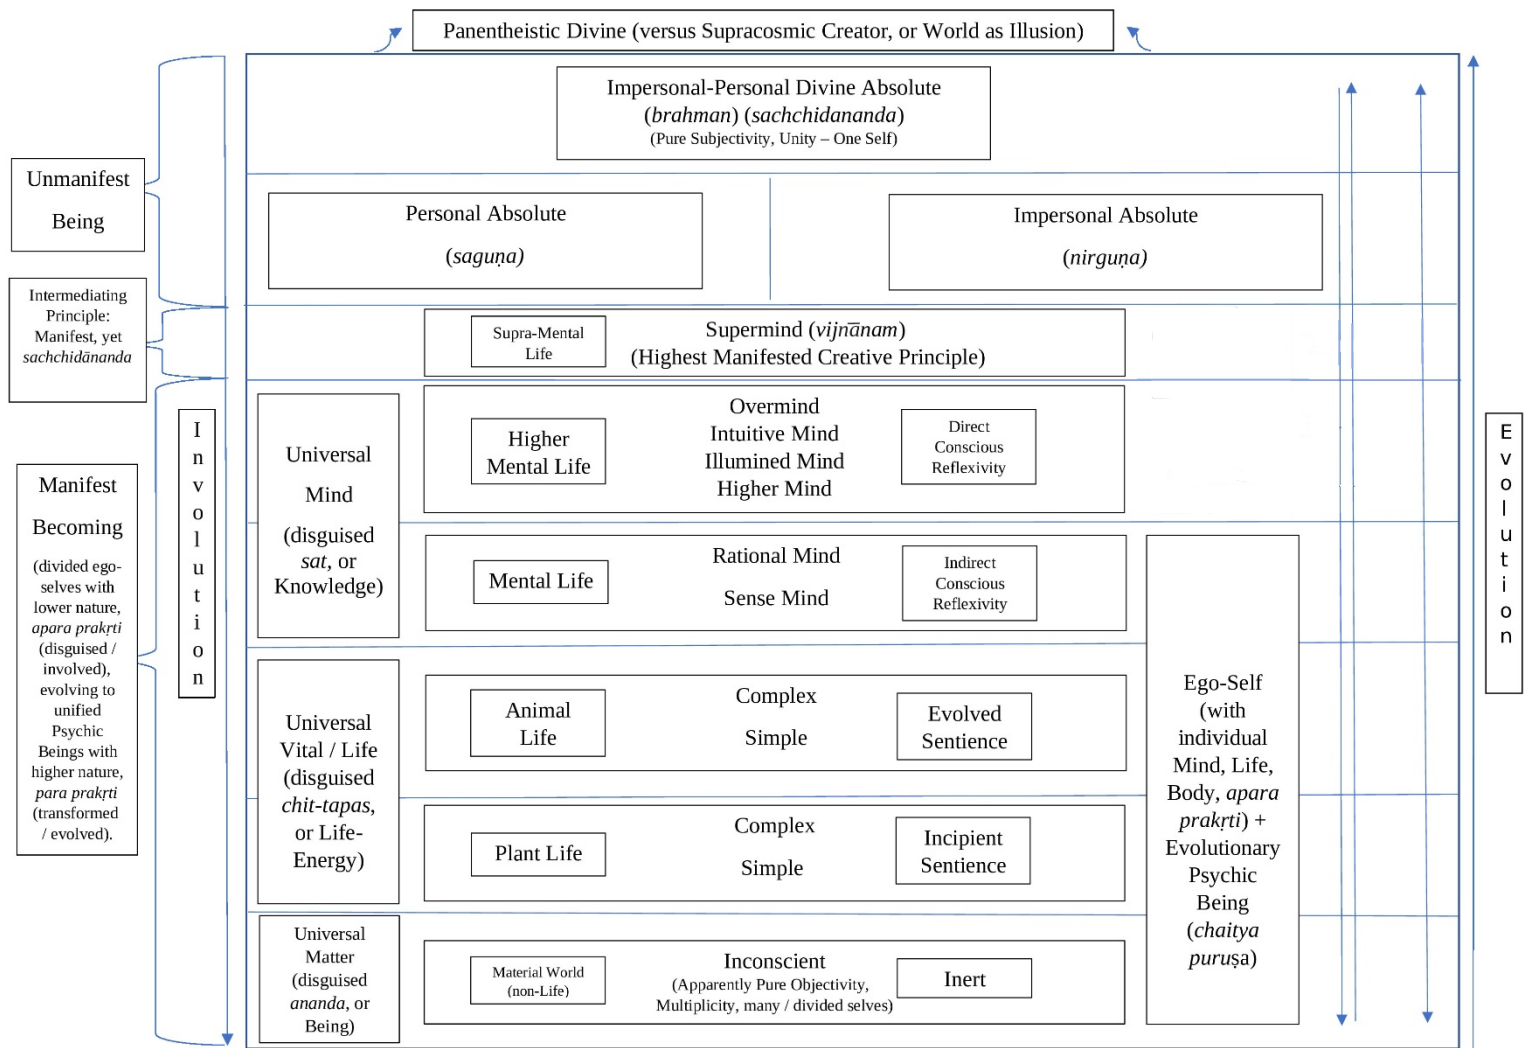 Panentheistic Divine (versus Supracosmic Creator, or World as Illusion)
Impersonal-Personal Divine Absolute
(brahman) (sachchidananda)
(Pure Subjectivity, Unity – One Self)
Unmanifest
Being
Personal Absolute
(saguṇa)
Impersonal Absolute
(nirguṇa)
Intermediating
Principle:
Manifest, yet
sachchidānanda
Supra-Mental
Life
Supermind (vijnānam)
(Highest Manifested Creative Principle)
Manifest
Becoming
(divided ego-
selves with
lower nature,
apara prakṛti
(disguised /
involved),
evolving to
unified
Psychic
Beings with
higher nature,
para prakṛti
(transformed
/ evolved).
Involution
Universal
Mind
(disguised
sat, or
Knowledge)
Higher
Mental Life
Overmind
Intuitive Mind
Illumined Mind
Higher Mind
Direct
Conscious
Reflexivity
Mental Life
Rational Mind
Sense Mind
Indirect
Conscious
Reflexivity
Universal
Vital / Life
(disguised
chit-tapas,
or Life-
Energy)
Animal
Life
Complex
Simple
Evolved
Sentience
Plant Life
Complex
Simple
Incipient
Sentience
Universal
Matter
(disguised
ananda, or
Being)
Material World
(non-Life)
Inconscient
(Apparently Pure Objectivity,
Multiplicity, many / divided selves)
Inert
Ego-Self
(with
individual
Mind, Life,
Body, apara
prakṛti) +
Evolutionary
Psychic
Being
(chaitya
puruṣa)
Evolution